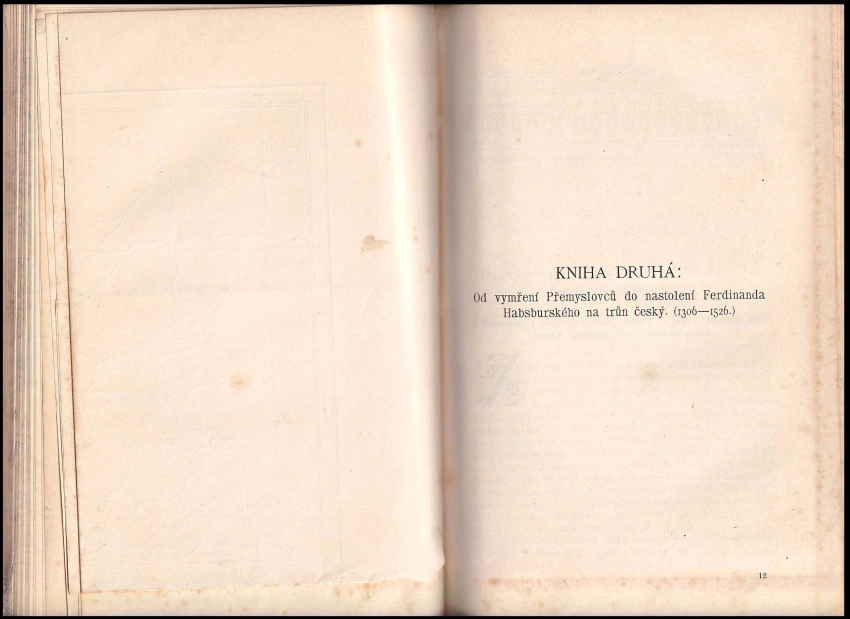 KNIHA DRUHÁ:
Od vymření Přemyslovců do nastolení Ferdinanda
Habsburského na trůn český. (1306—1526.)
12